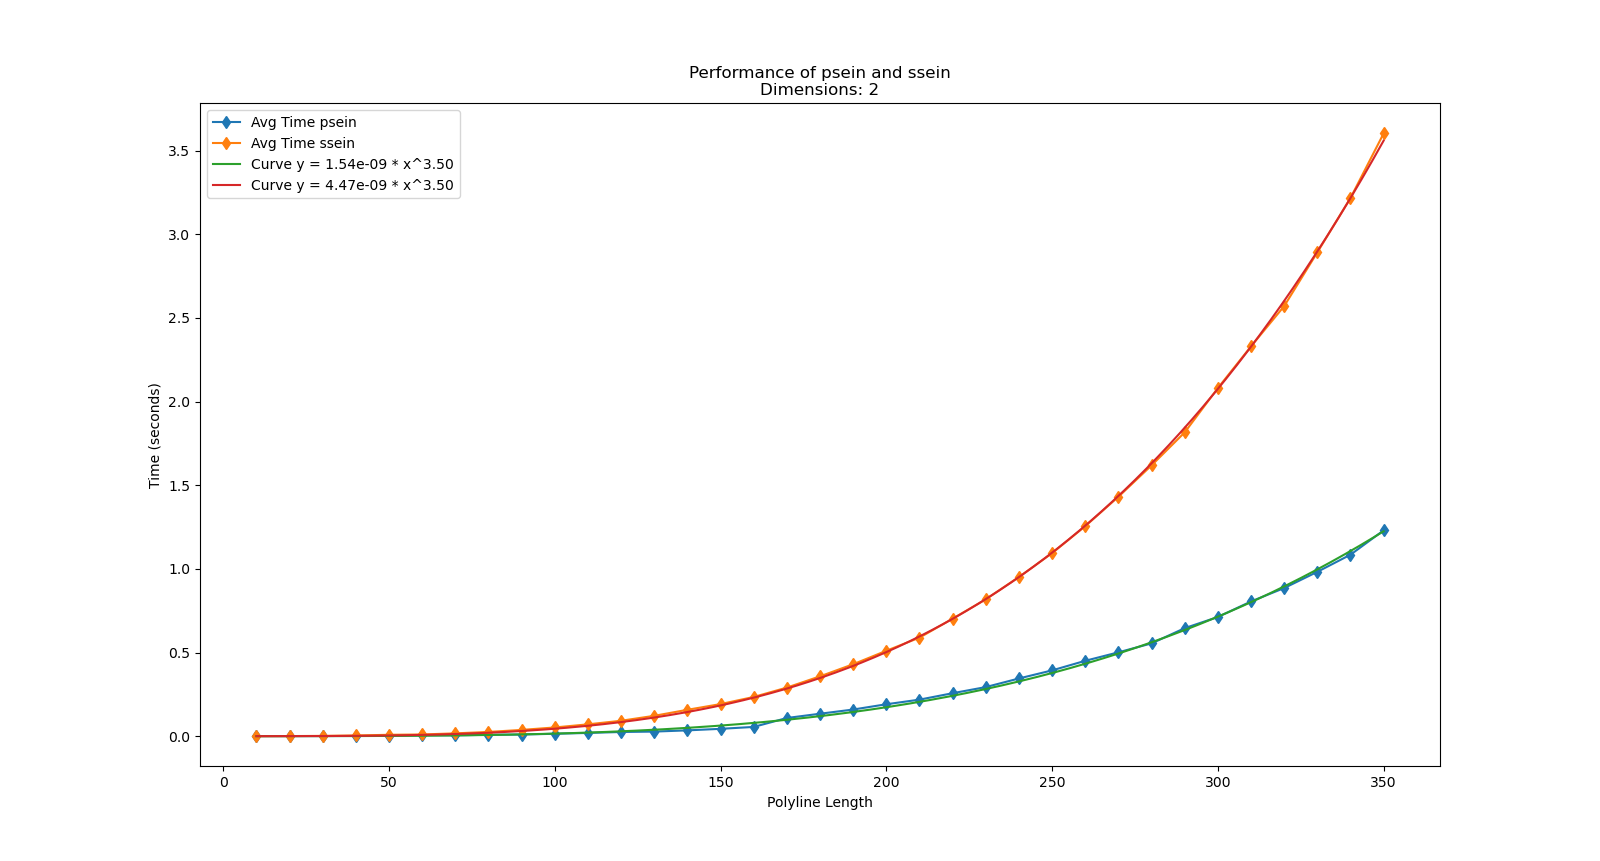 Performance of psein and ssein
Dimensions: 2
Avg Time psein
Avg Time ssein
Curve y = 1.54e-09 * x^3.50
Curve y = 4.47e-09 * x^3.50
3.5
3.0
2.5
2.0
1.5
1.0
0.5
0.0
Time (seconds)
0 50 100 150 200 250 300 350
Polyline Length